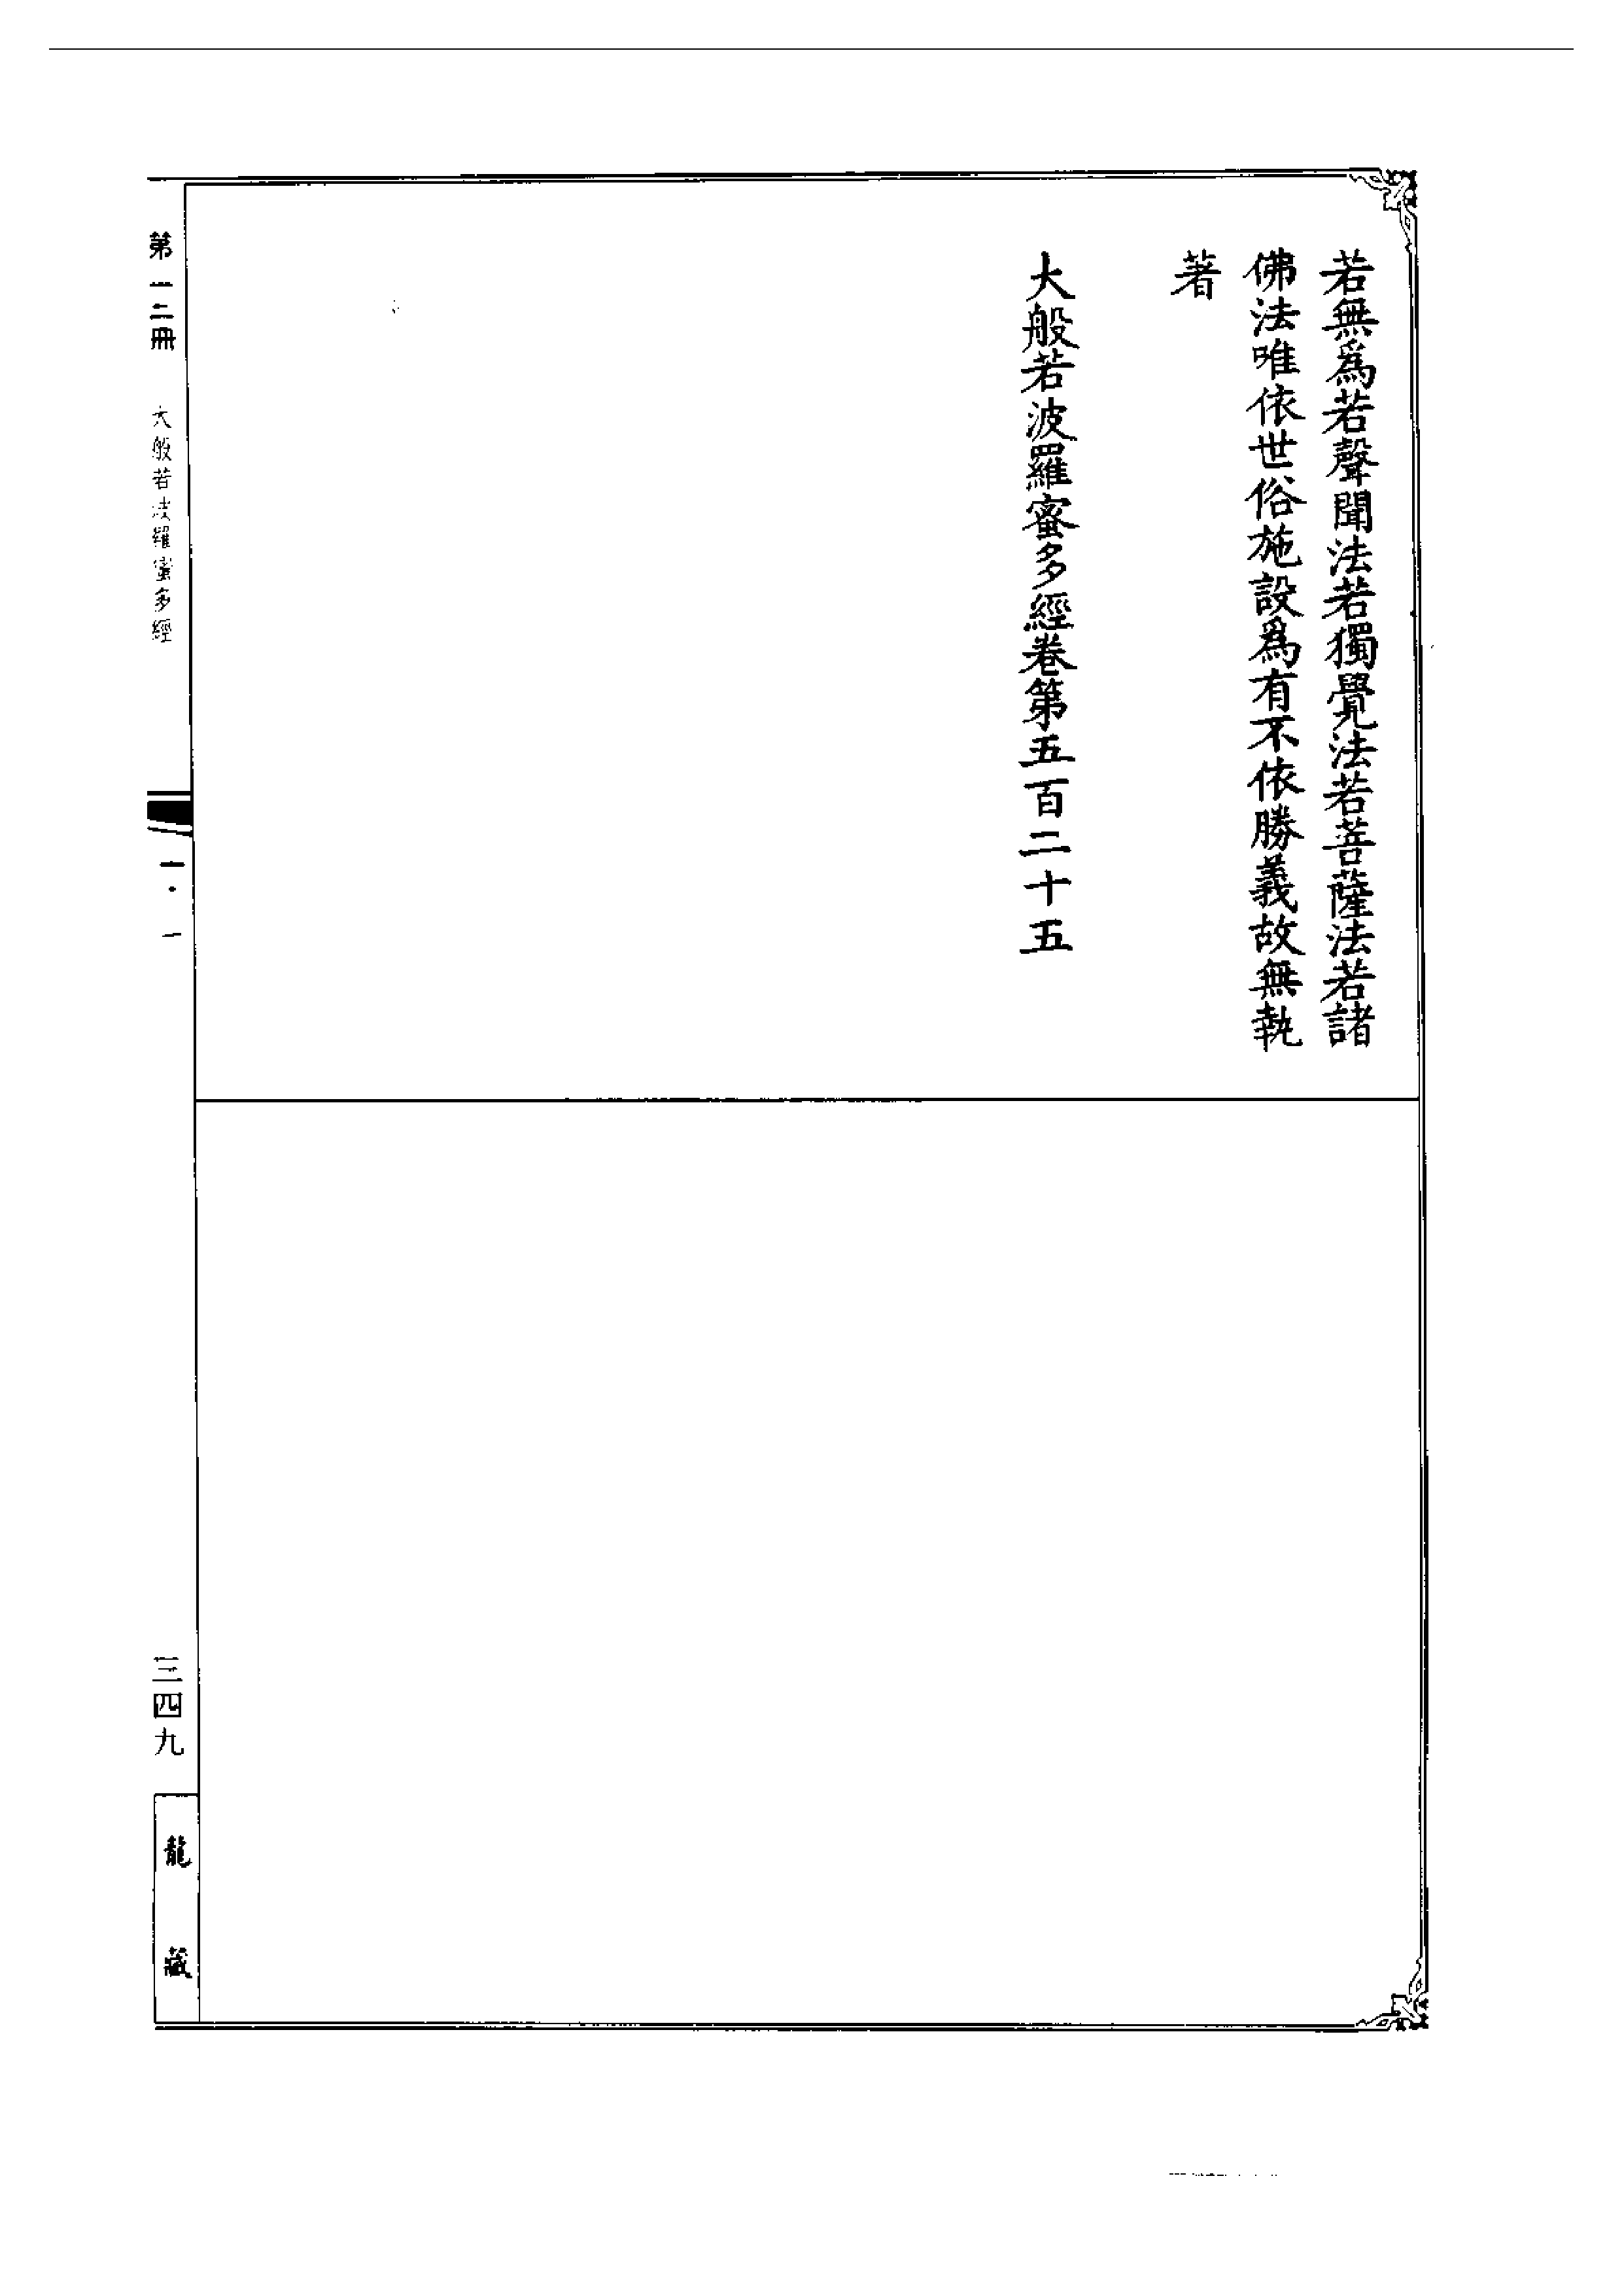 若無爲若聲聞法若獨覺法若菩薩法若諸
佛法唯依世俗施設爲有不依勝義故無執
著
大般若波羅蜜多經卷第五百二十五
第一二冊
大般若波羅蜜多經
三四九
龍藏